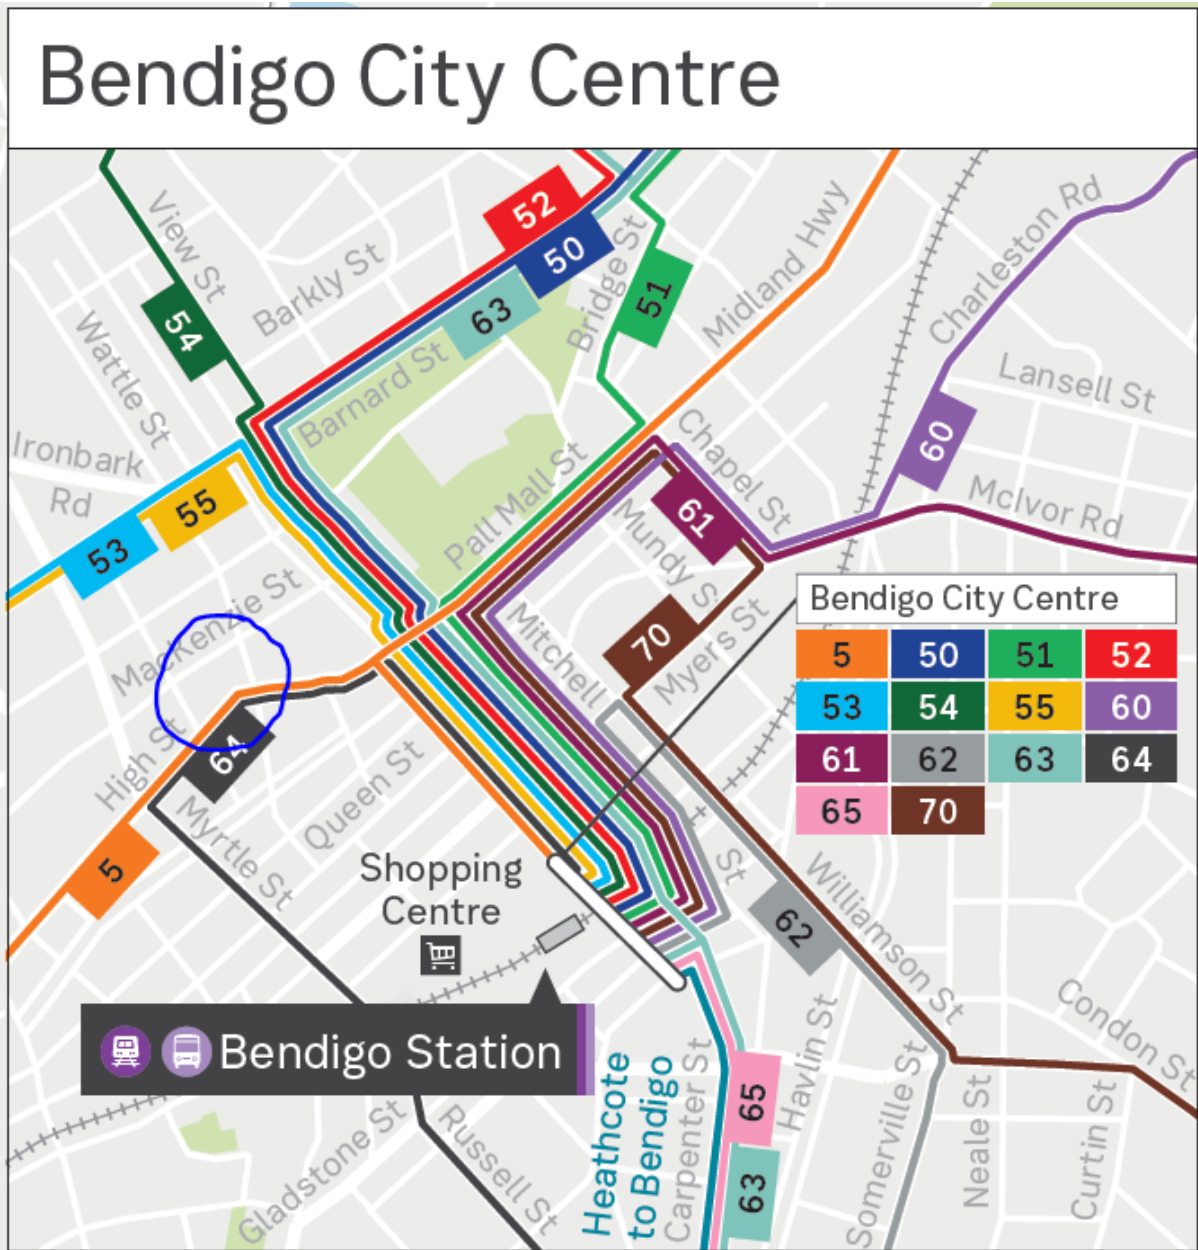 Bendigo City Centre
View St
54
Wattle St
Barkly St
52
50
63
Barnard St
Bridge St
51
Midland Hwy
Charleston Rd
Lansell St
60
McIvor Rd
Chapel St
61
Ironbark
Rd
53
55
Pall Mall St
Mundy S
70
Myers St
Mitchell
St
Mackenzie St
High St
64
5
Myrtle St
Queen St
Bendigo City Centre
5 50 51 52
53 54 55 60
61 62 63 64
65 70
Shopping
Centre
62
Williamson St
Bendigo Station
Heathcote
to Bendigo
Carpenter St
65
63
Havlin St
Somerville St
Neale St
Curtin St
Condon St
Gladstone St
Russell St